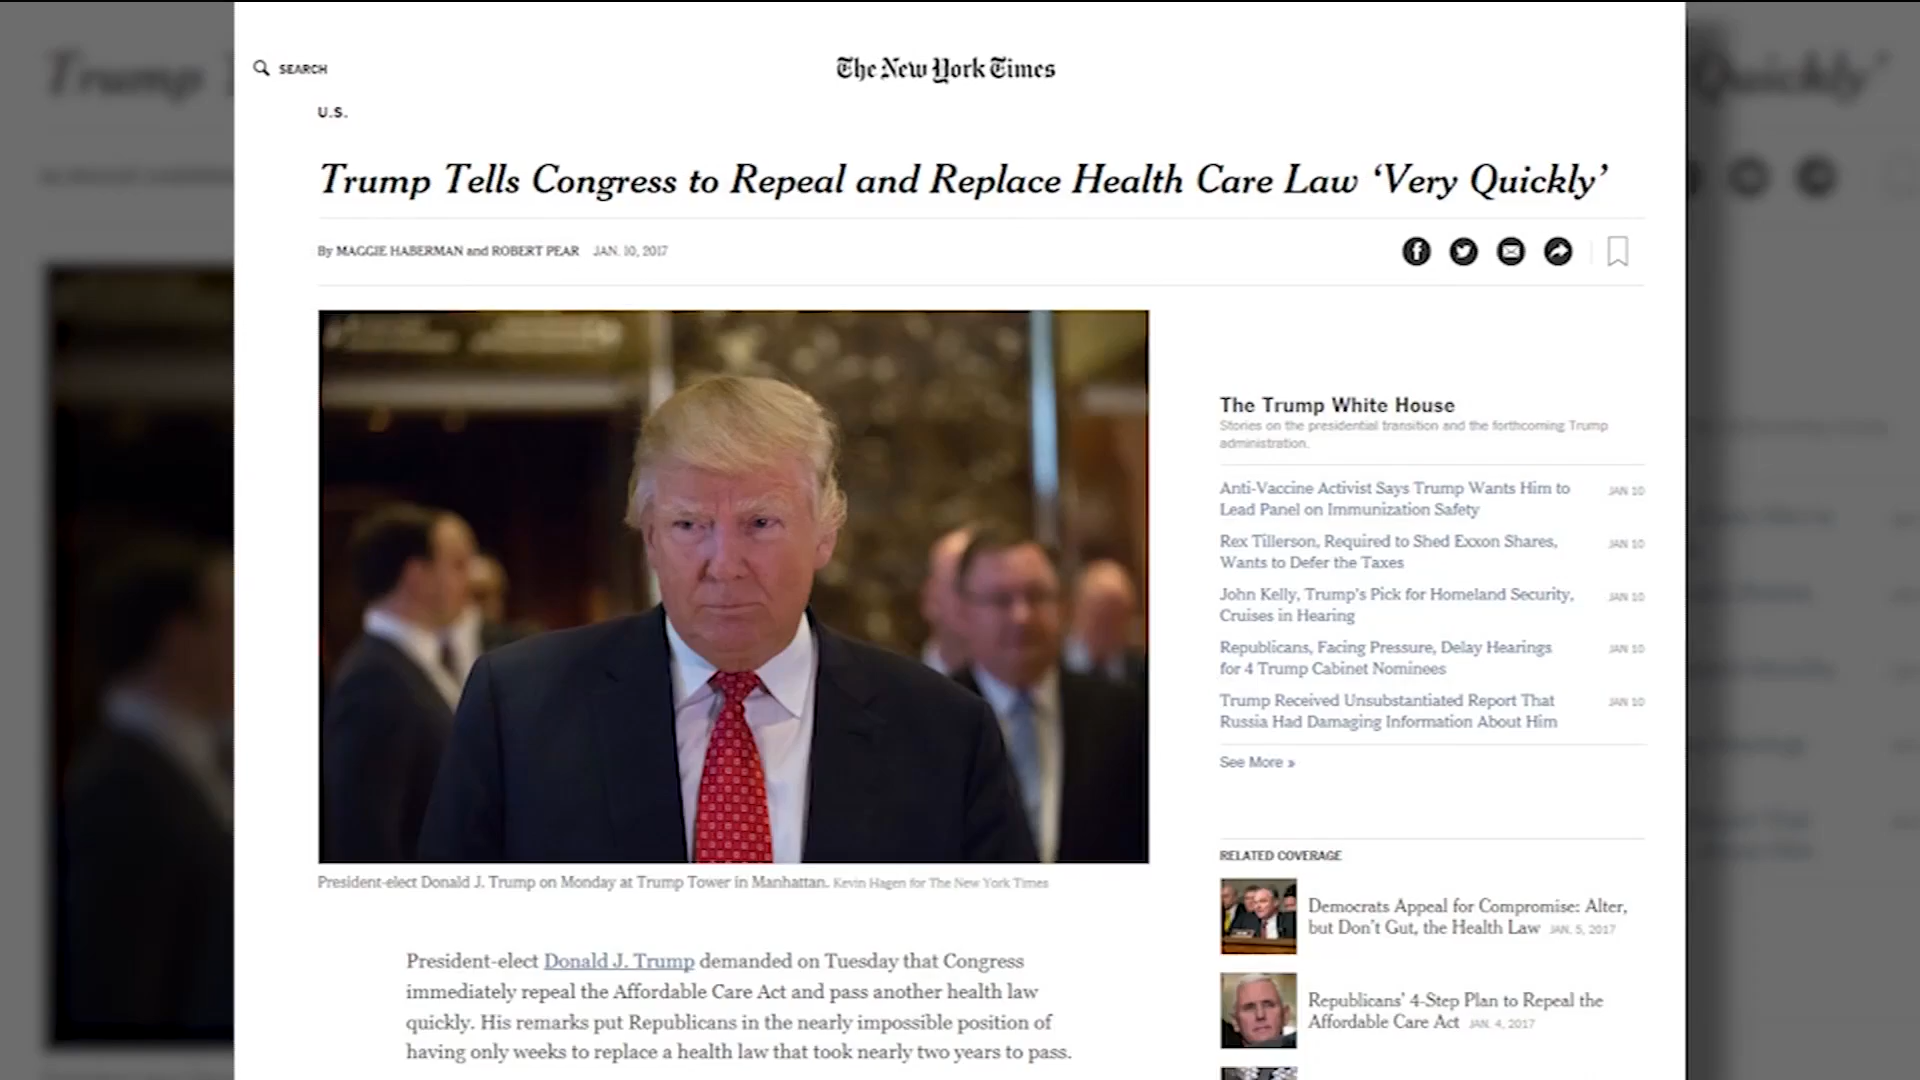 Trump
Quickly’
SEARCH
The New York Times
U.S.
Trump Tells Congress to Repeal and Replace Health Care Law ‘Very Quickly’
By MAGGIE HABERMAN and ROBERT PEAR JAN. 10, 2017
President-elect Donald J. Trump on Monday at Trump Tower in Manhattan. Kevin Hagen for The New York Times
President-elect Donald J. Trump demanded on Tuesday that Congress
immediately repeal the Affordable Care Act and pass another health law
quickly. His remarks put Republicans in the nearly impossible position of
having only weeks to replace a health law that took nearly two years to pass.
The Trump White House
Stories on the presidential transition and the forthcoming Trump
administration.
Anti-Vaccine Activist Says Trump Wants Him to JAN 10
Lead Panel on Immunization Safety
Rex Tillerson, Required to Shed Exxon Shares, JAN 10
Wants to Defer the Taxes
John Kelly, Trump’s Pick for Homeland Security, JAN 10
Cruises in Hearing
Republicans, Facing Pressure, Delay Hearings JAN 10
for 4 Trump Cabinet Nominees
Trump Received Unsubstantiated Report That JAN 10
Russia Had Damaging Information About Him
See More »
RELATED COVERAGE
Democrats Appeal for Compromise: Alter,
but Don’t Gut, the Health Law JAN. 5, 2017
Republicans’ 4-Step Plan to Repeal the
Affordable Care Act JAN. 4, 2017